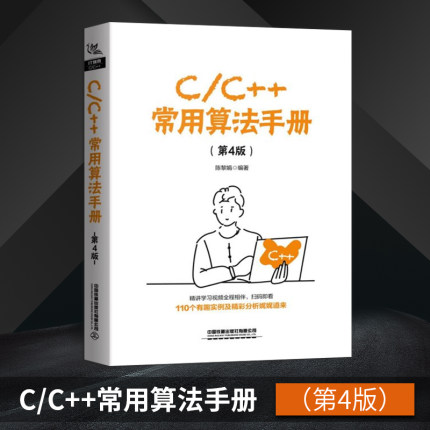 C/C++
常用算法手册
（第4版）
陈黎娟 编著
C++
精讲学习视频全程相伴，扫码即看
110个有趣实例及精彩分析娓娓道来
中国铁道出版社有限公司
C/C++常用算法手册
-第4版-
C/C++常用算法手册
（第4版）